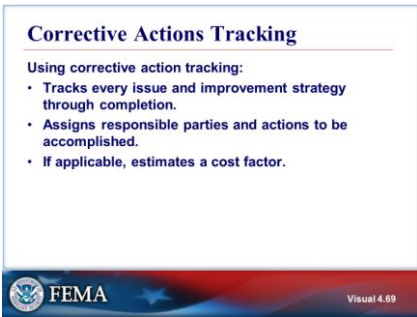 Corrective Actions Tracking
Using corrective action tracking:
• Tracks every issue and improvement strategy
through completion.
• Assigns responsible parties and actions to be
accomplished.
• If applicable, estimates a cost factor.
FEMA
Visual 4.69